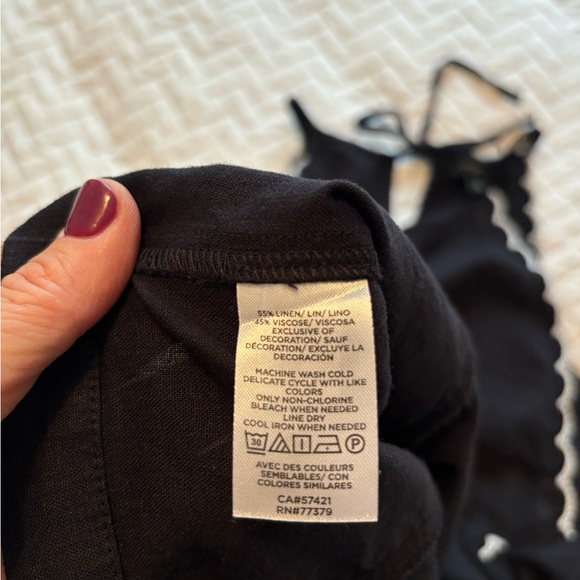 55% LINEN/ LIN/ LINO
45% VISCOSE/ VISCOSA
EXCLUSIVE OF
DECORATION/ SAUF
DÉCORATION/ EXCLUYE LA
DECORACIÓN
MACHINE WASH COLD
DELICATE CYCLE WITH LIKE
COLORS
ONLY NON-CHLORINE
BLEACH WHEN NEEDED
LINE DRY
COOL IRON WHEN NEEDED
30 P
AVEC DES COULEURS
SEMBLABLES/ CON
COLORES SIMILARES
CA#57421
RN#77379